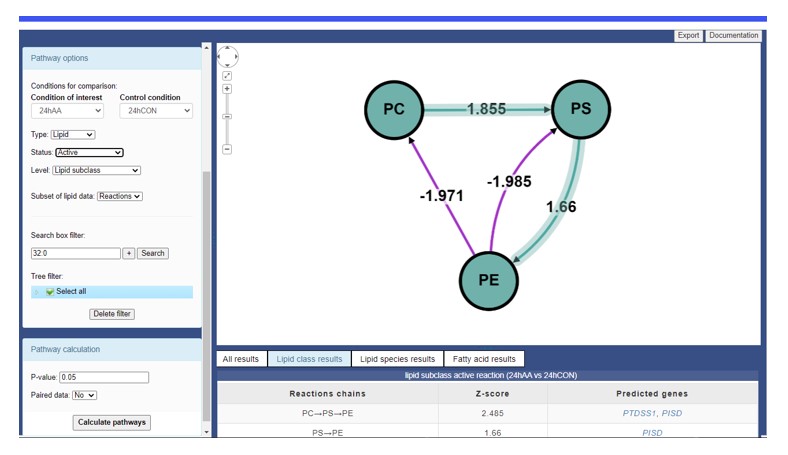 Export Documentation
Pathway options
Conditions for comparison:
Condition of interest Control condition
24hAA 24hCON
Type: Lipid
Status: Active
Level: Lipid subclass
Subset of lipid data: Reactions
Search box filter:
32:0 + Search
Tree filter:
Select all
Delete filter
Pathway calculation
P-value: 0.05
Paired data: No
Calculate pathways
PC 1.855 PS
-1.985
-1.971
1.66
PE
All results Lipid class results Lipid species results Fatty acid results
lipid subclass active reaction (24hAA vs 24hCON)
Reactions chains Z-score Predicted genes
PC→PS→PE 2.485 PTDSS1, PISD
PS→PE 1.66 PISD